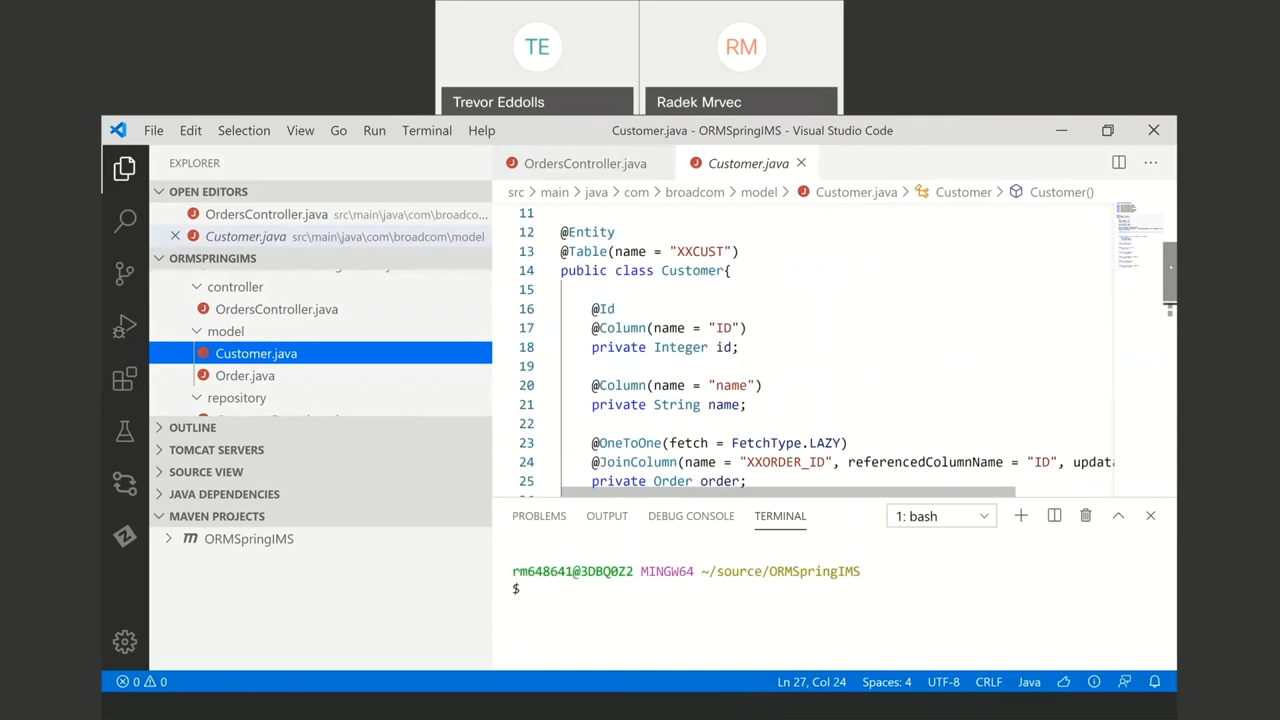 TE
RM
Trevor Eddolls
Radek Mrvec
File Edit Selection View Go Run Terminal Help
Customer.java - ORMSpringIMS - Visual Studio Code
EXPLORER
OPEN EDITORS
OrdersController.java src\main\java\com\broadco...
Customer.java src\main\java\com\broadcom\model
ORMSPRINGIMS
controller
OrdersController.java
model
Customer.java
Order.java
repository
OUTLINE
TOMCAT SERVERS
SOURCE VIEW
JAVA DEPENDENCIES
MAVEN PROJECTS
ORMSpringIMS
OrdersController.java Customer.java
src > main > java > com > broadcom > model > Customer.java > Customer > Customer()
11
12 @Entity
13 @Table(name = "XXCUST")
14 public class Customer{
15
16 @Id
17 @Column(name = "ID")
18 private Integer id;
19
20 @Column(name = "name")
21 private String name;
22
23 @OneToOne(fetch = FetchType.LAZY)
24 @JoinColumn(name = "XXORDER_ID", referencedColumnName = "ID", updata
25 private Order order;
PROBLEMS OUTPUT DEBUG CONSOLE TERMINAL 1: bash
rm648641@3DBQ0Z2 MINGW64 ~/source/ORMSpringIMS
$
0 0 Ln 27, Col 24 Spaces: 4 UTF-8 CRLF Java